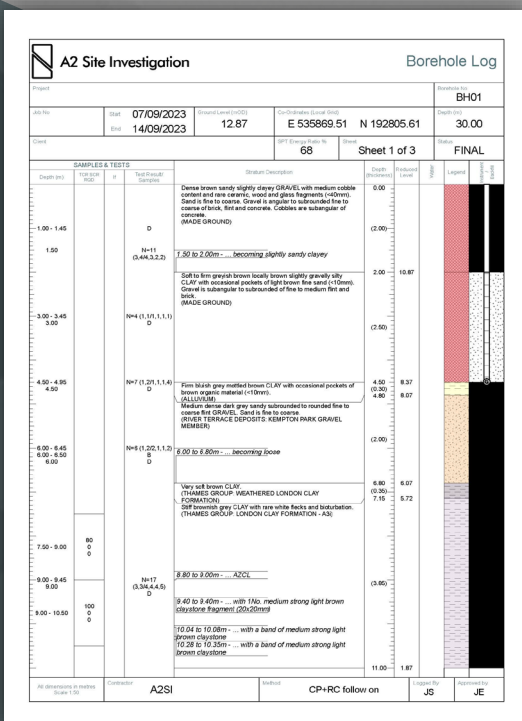 A2 Site Investigation
Borehole Log
Project
Borehole No
BH01
Job No
Start 07/09/2023
End 14/09/2023
Ground Level (mOD)
12.87
Co-Ordinates (Local Grid)
E 535869.51 N 192805.61
Depth (m)
30.00
Client
SPT Energy Ratio %
68
Sheet
Sheet 1 of 3
Status
FINAL
SAMPLES & TESTS
Depth (m)
TCR SCR RQD
If
Test Result/ Samples
Stratum Description
Depth (thickness)
Reduced Level
Water
Legend
Instrument / Backfill
Dense brown sandy slightly clayey GRAVEL with medium cobble
content and rare ceramic, wood and glass fragments (<40mm).
Sand is fine to coarse. Gravel is angular to subrounded fine to
coarse of brick, flint and concrete. Cobbles are subangular of
concrete.
(MADE GROUND)
0.00
1.00 - 1.45
D
(2.00)
1.50
N=11
(3,4/4,3,2,2)
1.50 to 2.00m - ... becoming slightly sandy clayey
Soft to firm greyish brown locally brown slightly gravelly silty
CLAY with occasional pockets of light brown fine sand (<10mm).
Gravel is subangular to subrounded of fine to medium flint and
brick.
(MADE GROUND)
2.00
10.87
3.00 - 3.45
3.00
N=4 (1,1/1,1,1,1)
D
(2.50)
4.50 - 4.95
4.50
N=7 (1,2/1,1,1,4)
D
Firm bluish grey mottled brown CLAY with occasional pockets of
brown organic material (<10mm).
(ALLUVIUM)
4.50
8.37
(0.30)
4.80
8.07
Medium dense dark grey sandy subrounded to rounded fine to
coarse flint GRAVEL. Sand is fine to coarse.
(RIVER TERRACE DEPOSITS: KEMPTON PARK GRAVEL
MEMBER)
(2.00)
6.00 - 6.45
6.00 - 6.50
6.00
N=6 (1,2/2,1,1,2)
B
D
6.00 to 6.80m - ... becoming loose
Very soft brown CLAY.
(THAMES GROUP: WEATHERED LONDON CLAY
FORMATION)
6.80
6.07
(0.35)
7.15
5.72
Stiff brownish grey CLAY with rare white flecks and bioturbation.
(THAMES GROUP: LONDON CLAY FORMATION - A3i)
7.50 - 9.00
80
0
0
8.80 to 9.00m - ... AZCL
9.00 - 9.45
9.00
N=17
(3,3/4,4,4,5)
D
(3.85)
9.40 to 9.40m - ... with 1No. medium strong light brown
claystone fragment (20x20mm)
9.00 - 10.50
100
0
0
10.04 to 10.08m - ... with a band of medium strong light
brown claystone
10.28 to 10.35m - ... with a band of medium strong light
brown claystone
11.00
1.87
All dimensions in metres
Scale 1:50
Contractor
A2SI
Method
CP+RC follow on
Logged By
JS
Approved by
JE